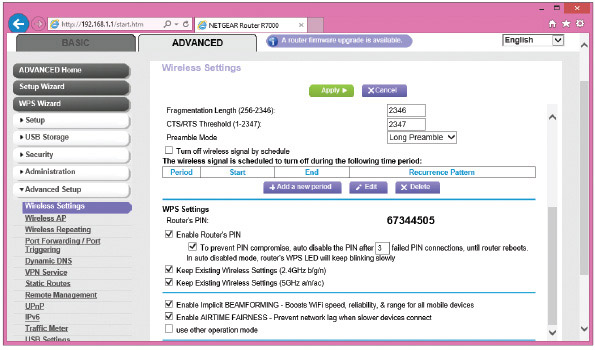 http://192.168.1.1/start.htm
NETGEAR Router R7000
BASIC
ADVANCED
A router firmware upgrade is available.
English
ADVANCED Home
Setup Wizard
WPS Wizard
Setup
USB Storage
Security
Administration
Advanced Setup
Wireless Settings
Wireless AP
Wireless Repeating
Port Forwarding / Port
Triggering
Dynamic DNS
VPN Service
Static Routes
Remote Management
UPnP
IPv6
Traffic Meter
USB Settings
Wireless Settings
Apply
Cancel
Fragmentation Length (256-2346): 2346
CTS/RTS Threshold (1-2347): 2347
Preamble Mode Long Preamble
Turn off wireless signal by schedule
The wireless signal is scheduled to turn off during the following time period:
Period Start End Recurrence Pattern
Add a new period Edit Delete
WPS Settings
Router's PIN: 67344505
Enable Router's PIN
To prevent PIN compromise, auto disable the PIN after 3 failed PIN connections, until router reboots.
In auto disabled mode, router's WPS LED will keep blinking slowly
Keep Existing Wireless Settings (2.4GHz b/g/n)
Keep Existing Wireless Settings (5GHz a/n/ac)
Enable Implicit BEAMFORMING - Boosts WiFi speed, reliability, & range for all mobile devices
Enable AIRTIME FAIRNESS - Prevent network lag when slower devices connect
use other operation mode